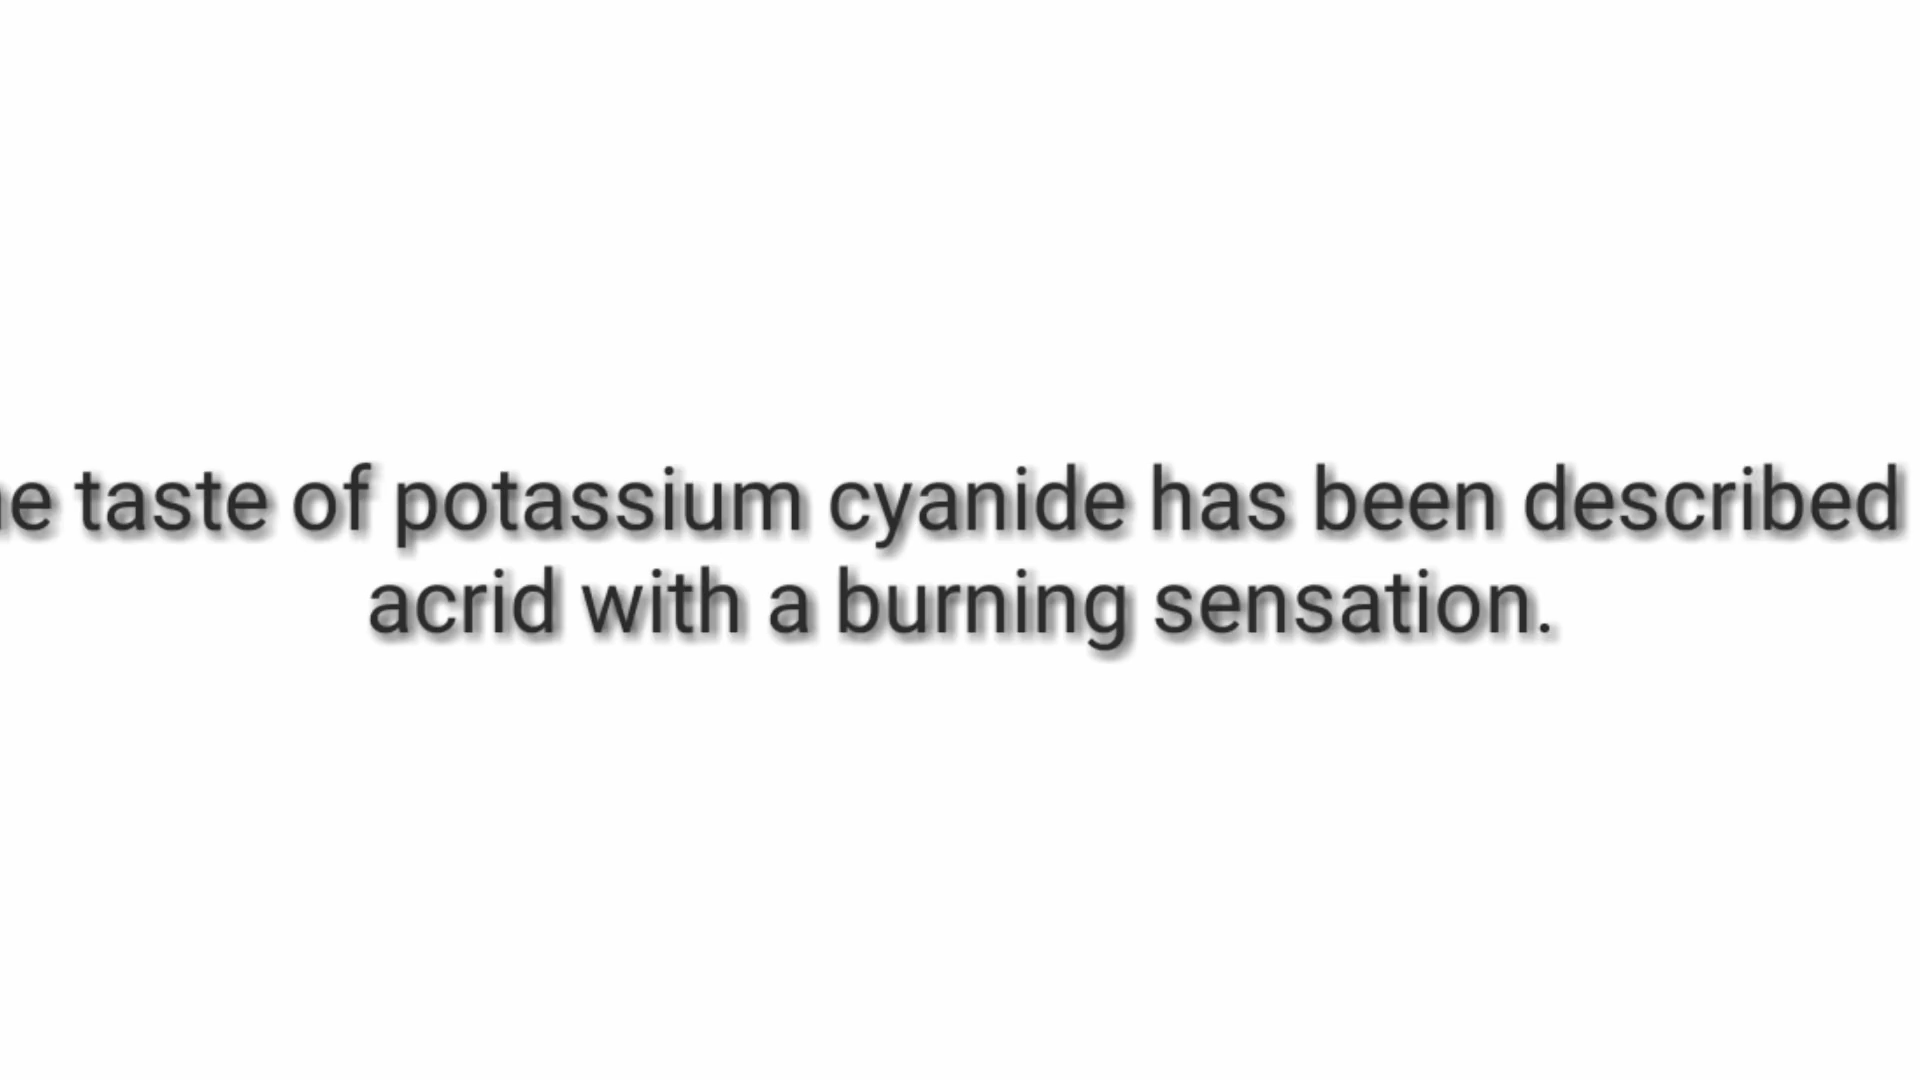 he taste of potassium cyanide has been described
acrid with a burning sensation.